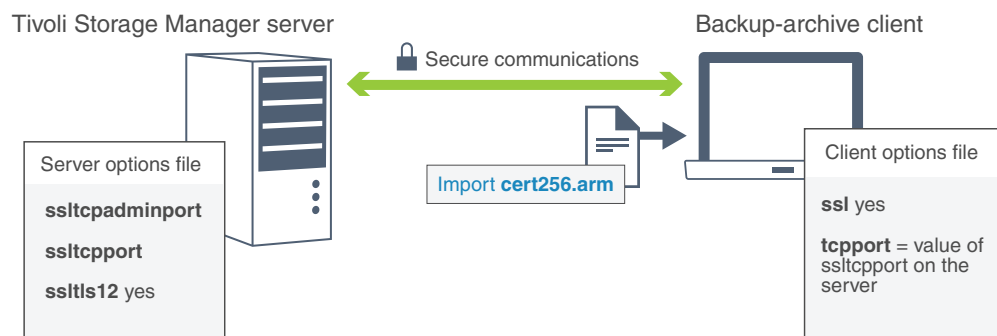 Tivoli Storage Manager server
Backup-archive client
Secure communications
Server options file
ssltcpadminport
ssltcpport
ssltls12 yes
Import cert256.arm
Client options file
ssl yes
tcpport = value of
ssltcpport on the
server